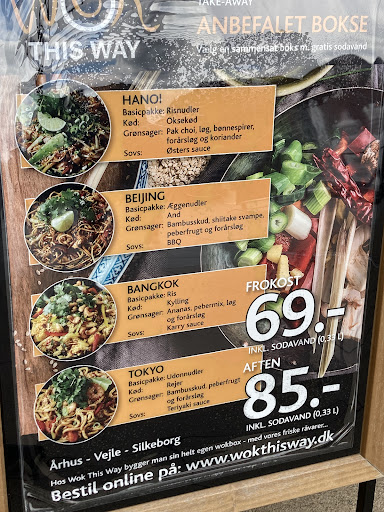 WOK
THIS WAY
TAKE-AWAY
ANBEFALET BOKSE
Vælg en sammensat boks m. gratis sodavand
HANOI
Basicpakke: Risnudler
Kød: Oksekød
Grønsager: Pak choi, løg, bønnespirer,
forårsløg og koriander
Sovs: Østers sauce
BEIJING
Basicpakke: Æggenudler
Kød: And
Grønsager: Bambusskud, shiitake svampe,
peberfrugt og forårsløg
Sovs: BBQ
BANGKOK
Basicpakke: Ris
Kød: Kylling
Grønsager: Ananas, pebermix, løg
og forårsløg
Sovs: Karry sauce
TOKYO
Basicpakke: Udonnudler
Kød: Rejer
Grønsager: Bambusskud, peberfrugt
og forårsløg
Sovs: Teriyaki sauce
FROKOST
69.-
INKL. SODAVAND (0,33 L)
AFTEN
85.-
INKL. SODAVAND (0,33 L)
Århus - Vejle - Silkeborg
Hos Wok This Way bygger man sin helt egen wokbox - med vores friske råvarer...
Bestil online på: www.wokthisway.dk